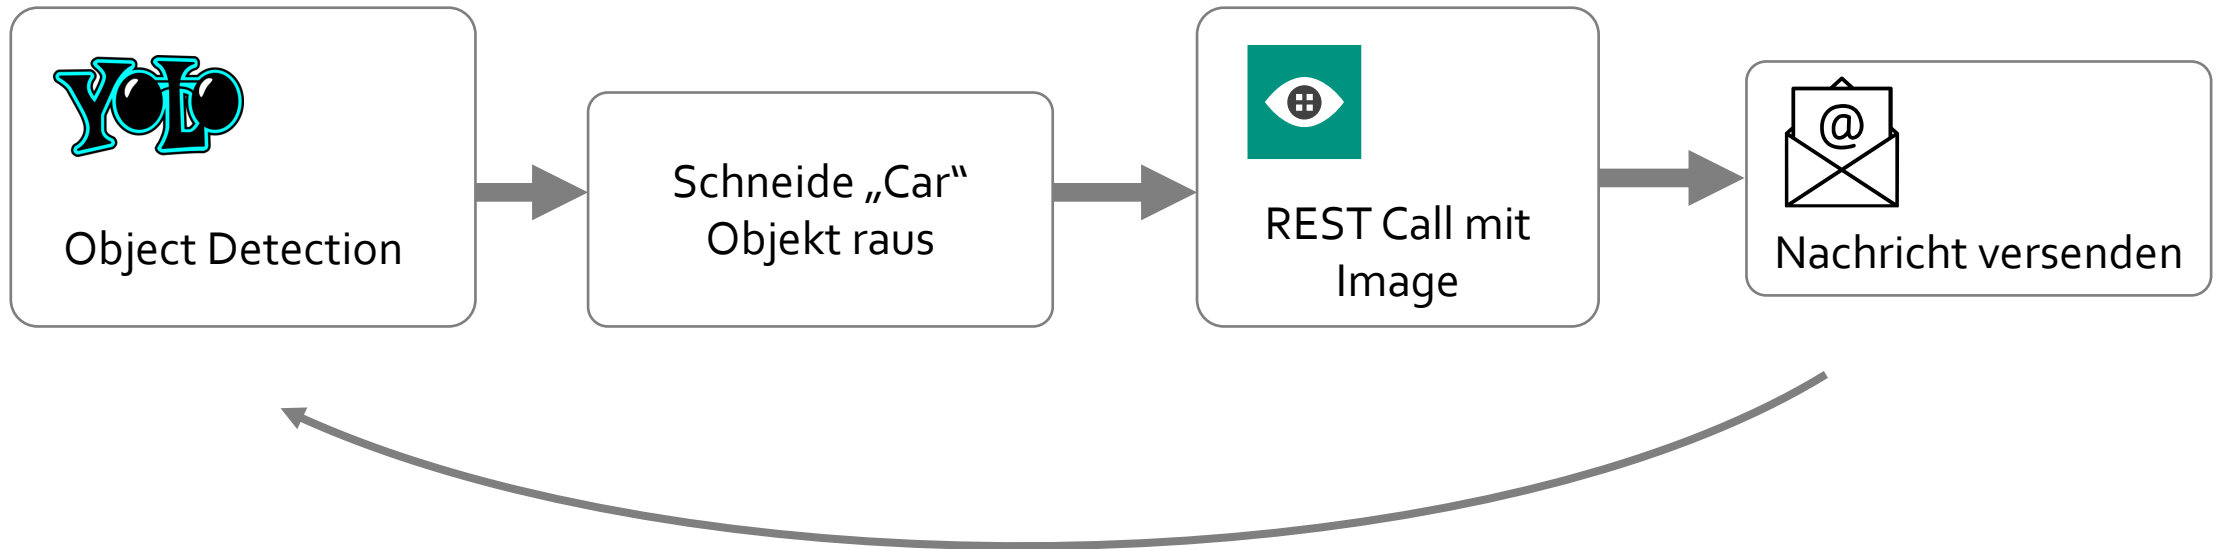 YOLO
Object Detection
Schneide „Car“
Objekt raus
REST Call mit
Image
@
Nachricht versenden